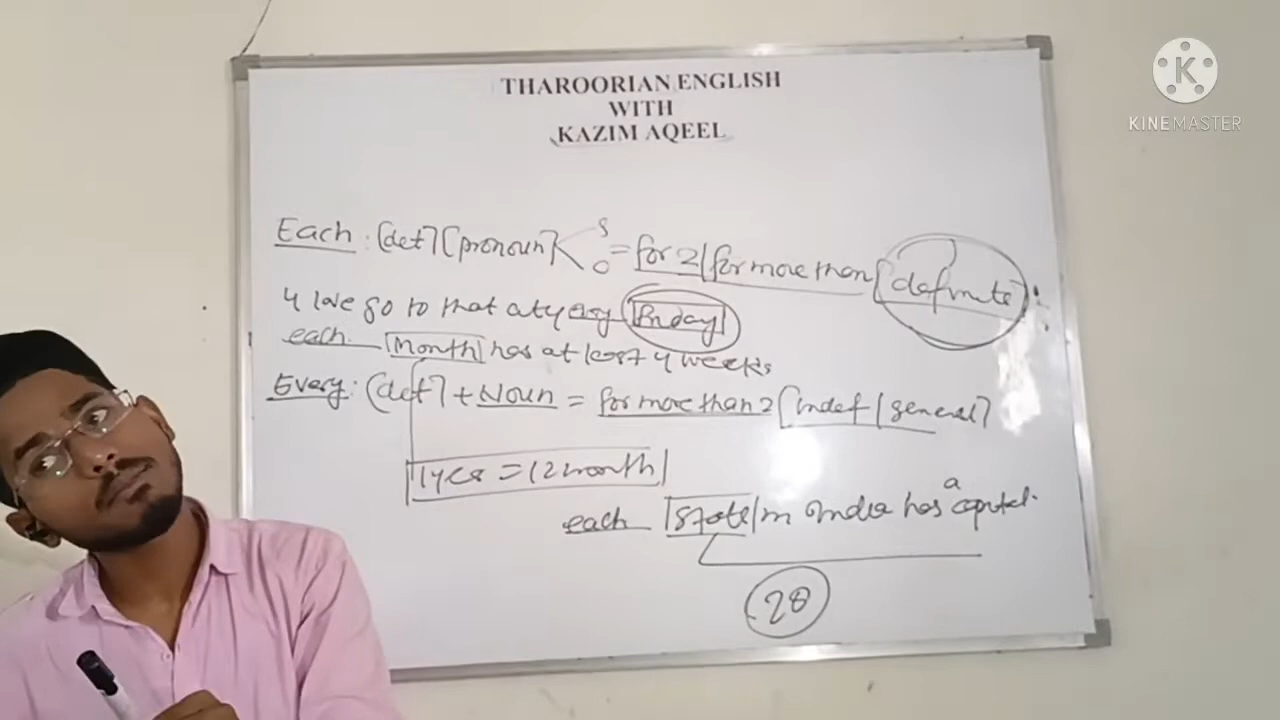 THAROORIAN ENGLISH
WITH
KAZIM AQEEL
KINEMASTER
Each : [det] [pronoun] < S O = for 2 / for more than [definite] :
go to that city every Friday
each month has at least 4 weeks
Every : [det] + Noun = for more than 2 [indef / general]
1 year = 12 month
each state in India has a capital.
28